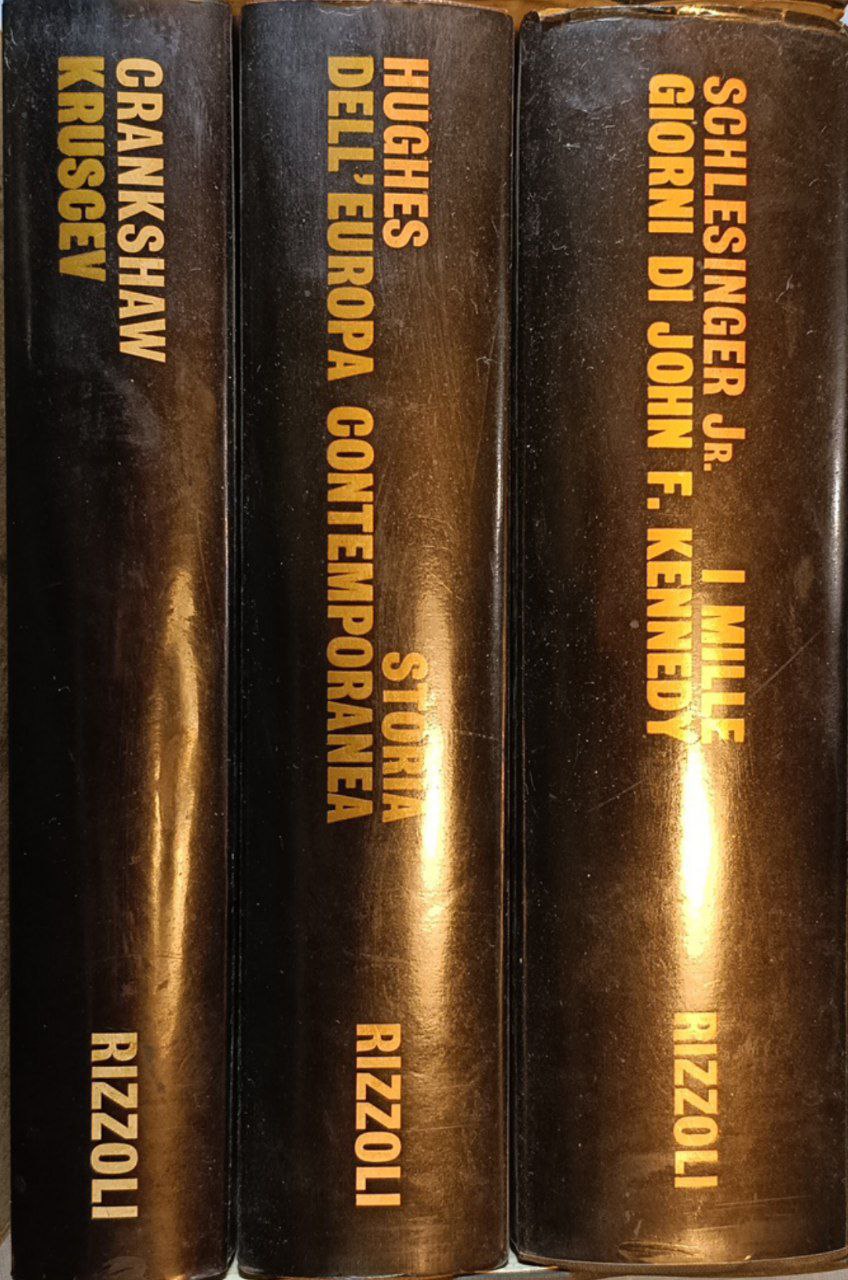 CRANKSHAW
KRUSCEV
RIZZOLI
HUGHES STORIA
DELL'EUROPA CONTEMPORANEA
RIZZOLI
SCHLESINGER JR. I MILLE
GIORNI DI JOHN F. KENNEDY
RIZZOLI